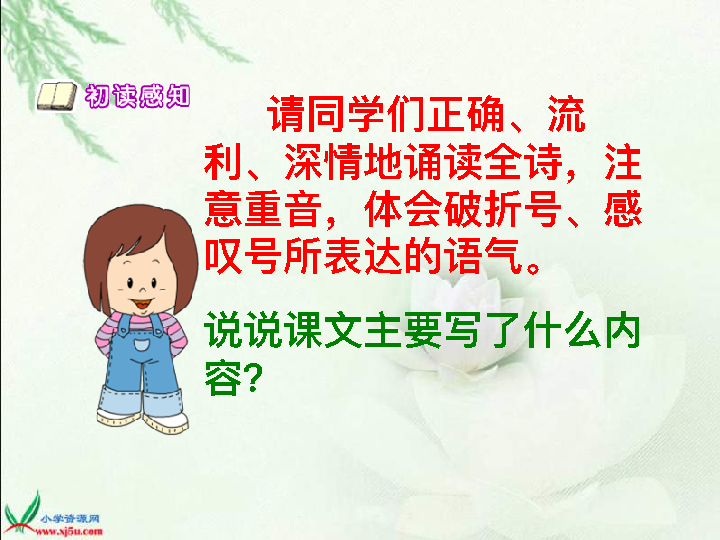 初读感知
请同学们正确、流
利、深情地诵读全诗，注
意重音，体会破折号、感
叹号所表达的语气。
说说课文主要写了什么内
容？
小学资源网
www.xj5u.com